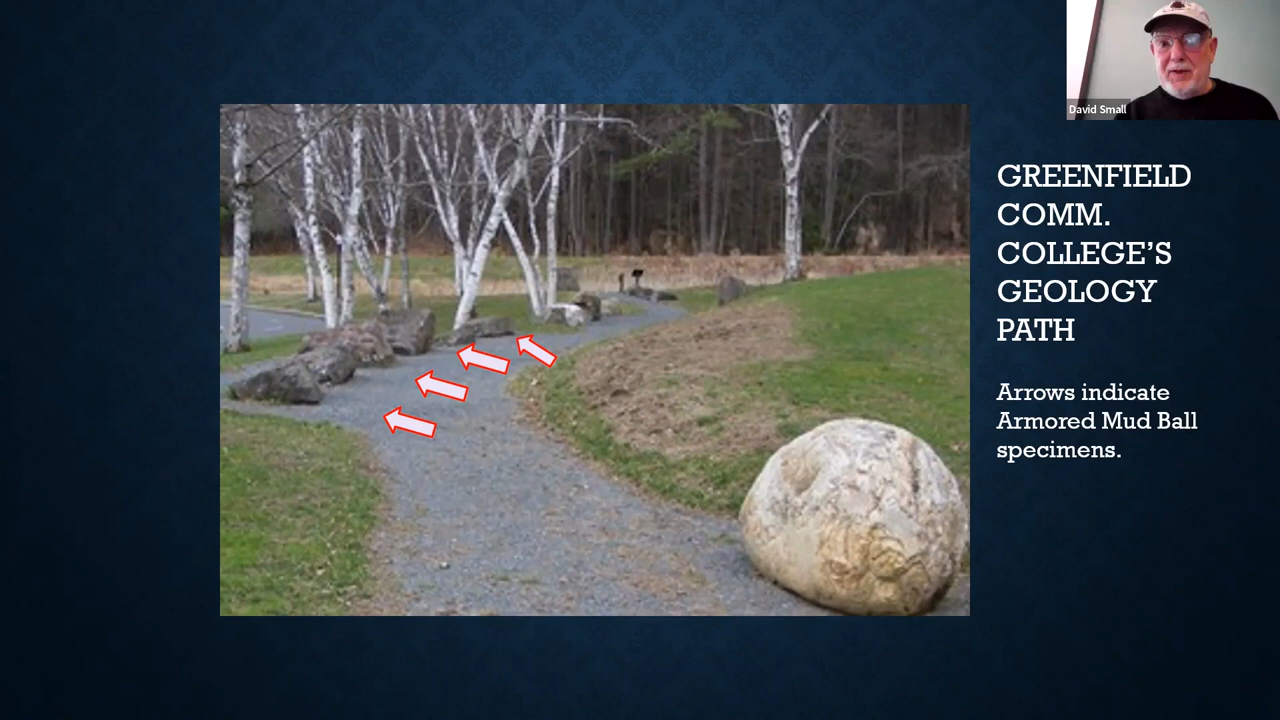 David Small
GREENFIELD
COMM.
COLLEGE’S
GEOLOGY
PATH
Arrows indicate
Armored Mud Ball
specimens.